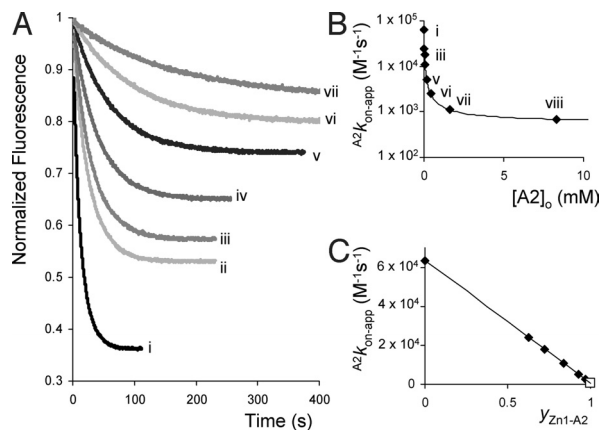 A
Normalized Fluorescence
1
0.9
0.8
0.7
0.6
0.5
0.4
0.3
0
100
200
300
400
Time (s)
vii
vi
v
iv
iii
ii
i
B
A2kon-app (M-1s-1)
1 x 10^5
1 x 10^4
1 x 10^3
1 x 10^2
i
iii
v
vi
vii
viii
0
5
10
[A2]o (mM)
C
A2kon-app (M-1s-1)
6 x 10^4
4 x 10^4
2 x 10^4
0
0
0.5
1
yZn1-A2